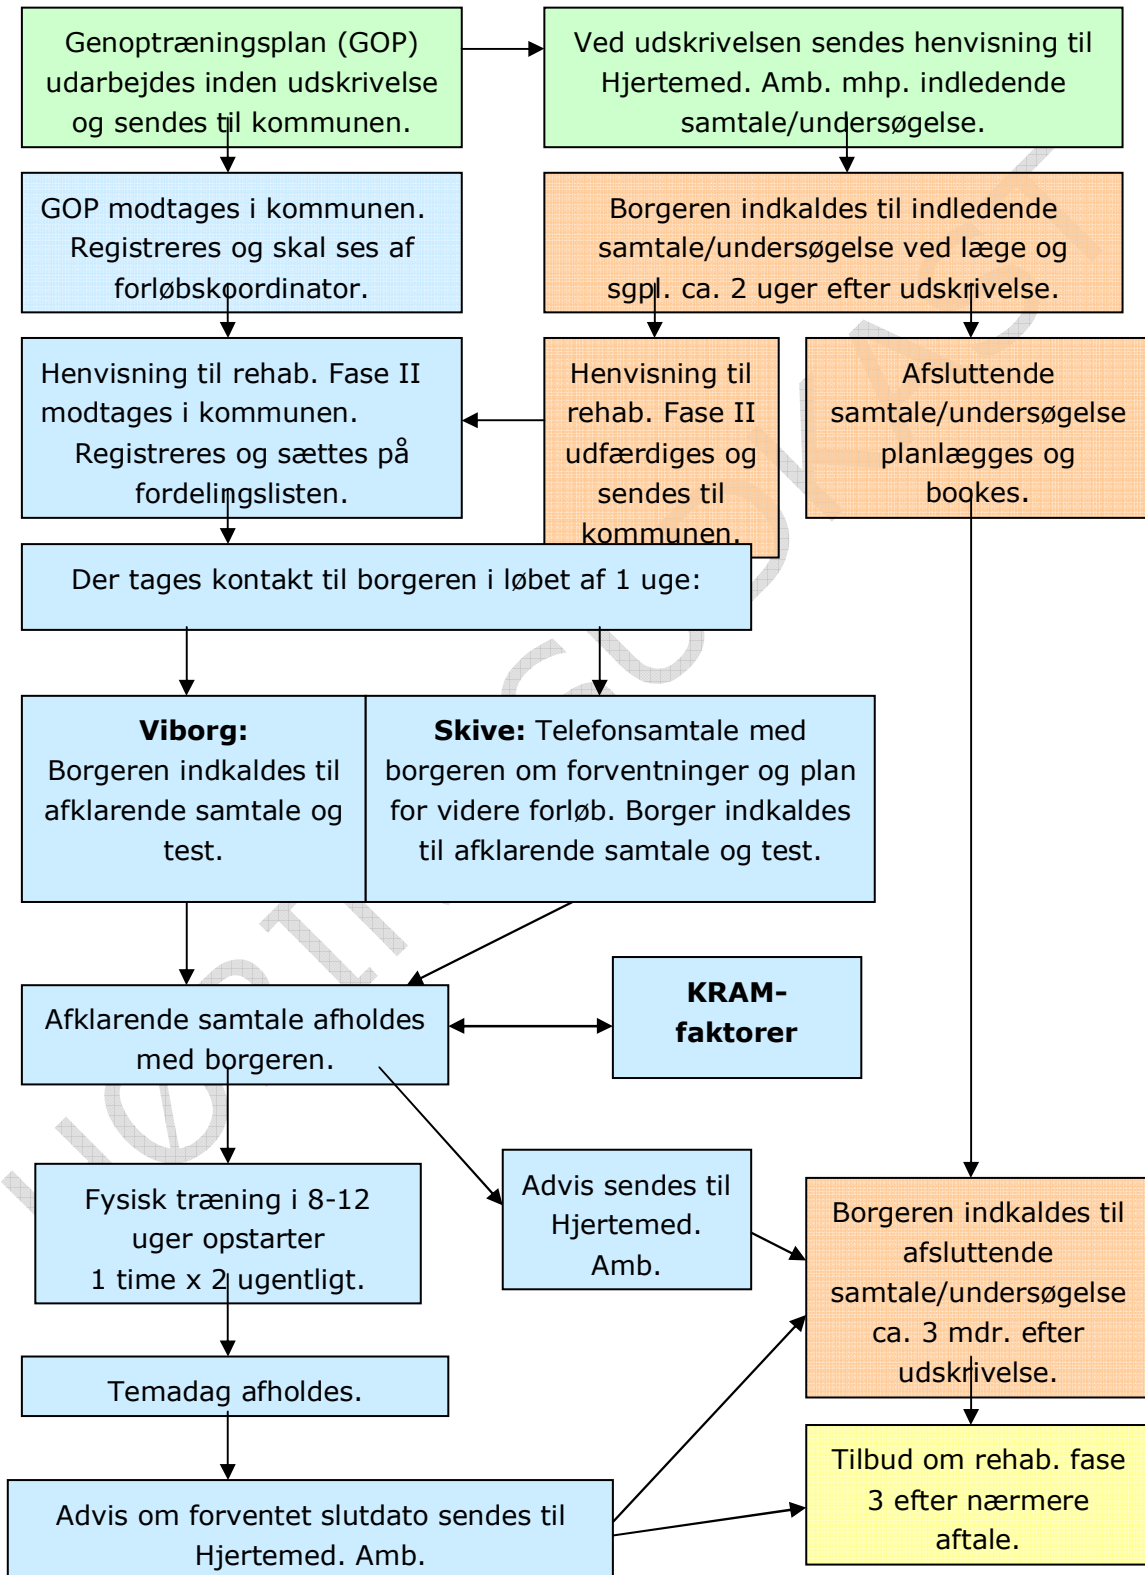 Genoptræningsplan (GOP)
udarbejdes inden udskrivelse
og sendes til kommunen.
Ved udskrivelsen sendes henvisning til
Hjertemed. Amb. mhp. indledende
samtale/undersøgelse.
GOP modtages i kommunen.
Registreres og skal ses af
forløbskoordinator.
Borgeren indkaldes til indledende
samtale/undersøgelse ved læge og
sgpl. ca. 2 uger efter udskrivelse.
Henvisning til rehab. Fase II
modtages i kommunen.
Registreres og sættes på
fordelingslisten.
Henvisning til
rehab. Fase II
udfærdiges og
sendes til
kommunen.
Afsluttende
samtale/undersøgelse
planlægges og
bookes.
Der tages kontakt til borgeren i løbet af 1 uge:
Viborg:
Borgeren indkaldes til
afklarende samtale og
test.
Skive: Telefonsamtale med
borgeren om forventninger og plan
for videre forløb. Borger indkaldes
til afklarende samtale og test.
Afklarende samtale afholdes
med borgeren.
KRAM-
faktorer
Fysisk træning i 8-12
uger opstarter
1 time x 2 ugentligt.
Advis sendes til
Hjertemed.
Amb.
Borgeren indkaldes til
afsluttende
samtale/undersøgelse
ca. 3 mdr. efter
udskrivelse.
Temadag afholdes.
Advis om forventet slutdato sendes til
Hjertemed. Amb.
Tilbud om rehab. fase
3 efter nærmere
aftale.